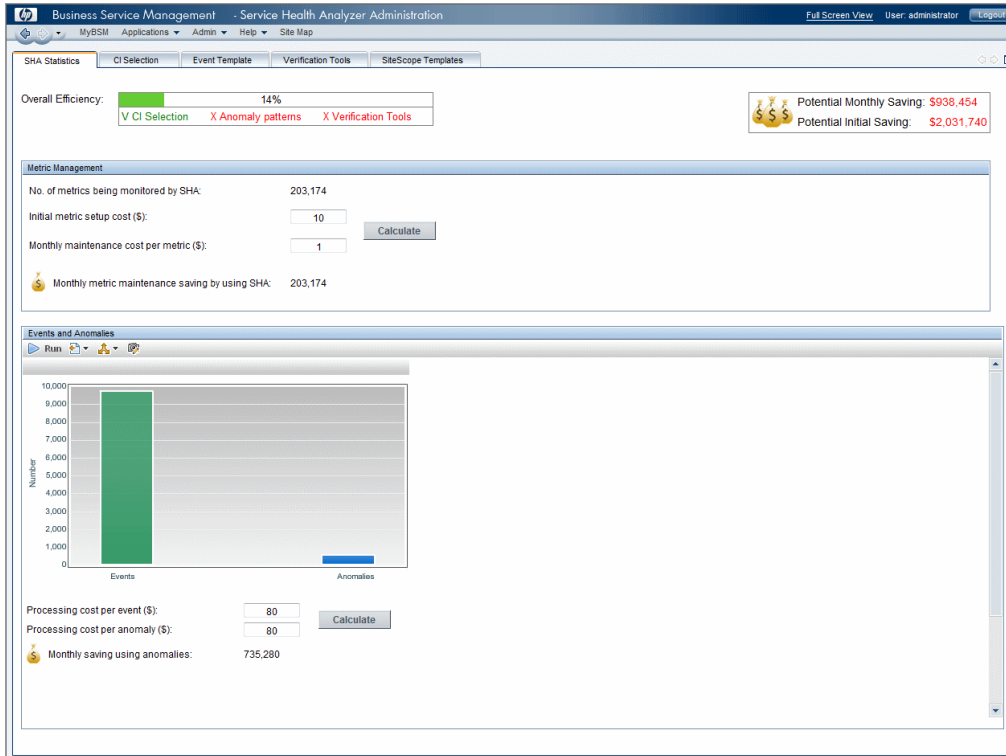 hp Business Service Management - Service Health Analyzer Administration Full Screen View User: administrator Logout
MyBSM Applications Admin Help Site Map
SHA Statistics CI Selection Event Template Verification Tools SiteScope Templates
Overall Efficiency: 14%
V CI Selection X Anomaly patterns X Verification Tools
Potential Monthly Saving: $938,454
Potential Initial Saving: $2,031,740
Metric Management
No. of metrics being monitored by SHA: 203,174
Initial metric setup cost ($): 10
Calculate
Monthly maintenance cost per metric ($): 1
Monthly metric maintenance saving by using SHA: 203,174
Events and Anomalies
Run
10,000
9,000
8,000
7,000
6,000
5,000
4,000
3,000
2,000
1,000
0
Number
Events Anomalies
Processing cost per event ($): 80
Calculate
Processing cost per anomaly ($): 80
Monthly saving using anomalies: 735,280